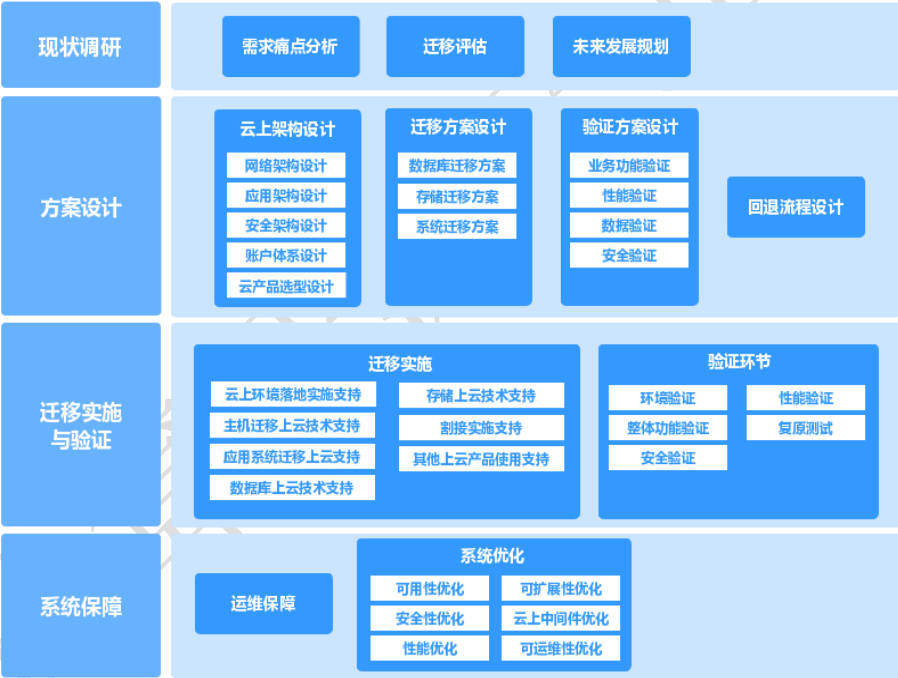 现状调研
需求痛点分析
迁移评估
未来发展规划
方案设计
云上架构设计
网络架构设计
应用架构设计
安全架构设计
账户体系设计
云产品选型设计
迁移方案设计
数据库迁移方案
存储迁移方案
系统迁移方案
验证方案设计
业务功能验证
性能验证
数据验证
安全验证
回退流程设计
迁移实施
与验证
迁移实施
云上环境落地实施支持
主机迁移上云技术支持
应用系统迁移上云支持
数据库上云技术支持
存储上云技术支持
割接实施支持
其他上云产品使用支持
验证环节
环境验证
整体功能验证
安全验证
性能验证
复原测试
系统保障
运维保障
系统优化
可用性优化
安全性优化
性能优化
可扩展性优化
云上中间件优化
可运维性优化